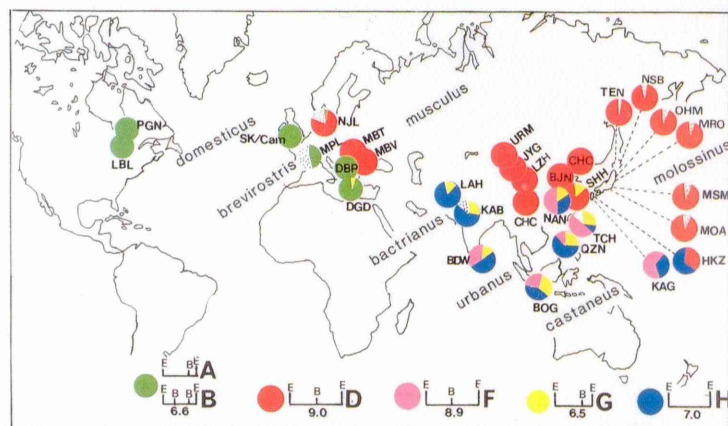 PGN
LBL
domesticus
SK/Cam
NJL
brevirostris
MPL
MBT
MBV
DBP
DGD
musculus
URM
JYG
LZH
CHC
BJN
CHC
SHH
NAN
TCH
QZN
LAH
KAB
BDW
bactrianus
urbanus
BOG
castaneus
TEN
NSB
OHM
MRO
molossinus
MSM
MOA
HKZ
KAG
E B E A
E B B E B
6.6
E B E D
9.0
E B E F
8.9
E E G
6.5
E E H
7.0